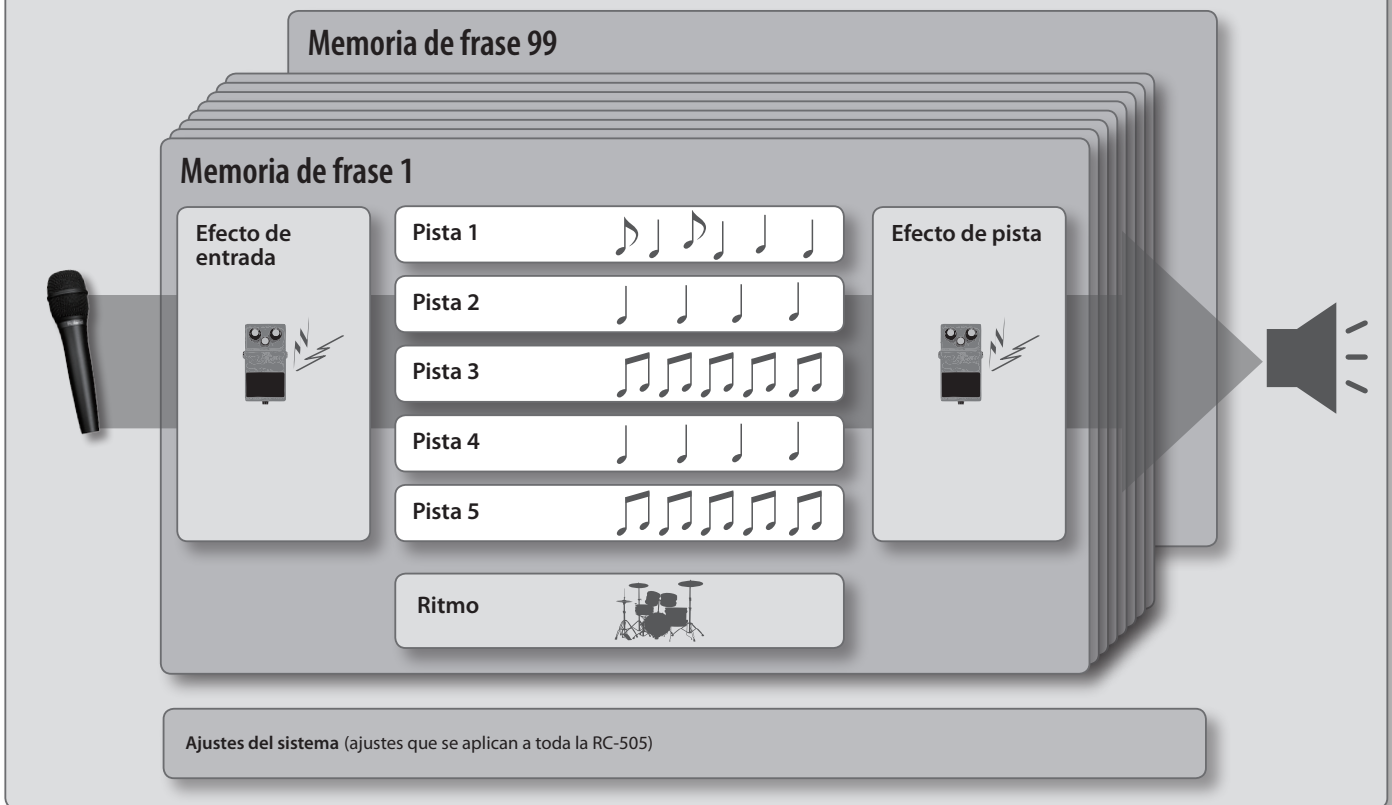 Memoria de frase 99
Memoria de frase 1
Efecto de
entrada
Pista 1
Pista 2
Pista 3
Pista 4
Pista 5
Ritmo
Efecto de pista
Ajustes del sistema (ajustes que se aplican a toda la RC-505)